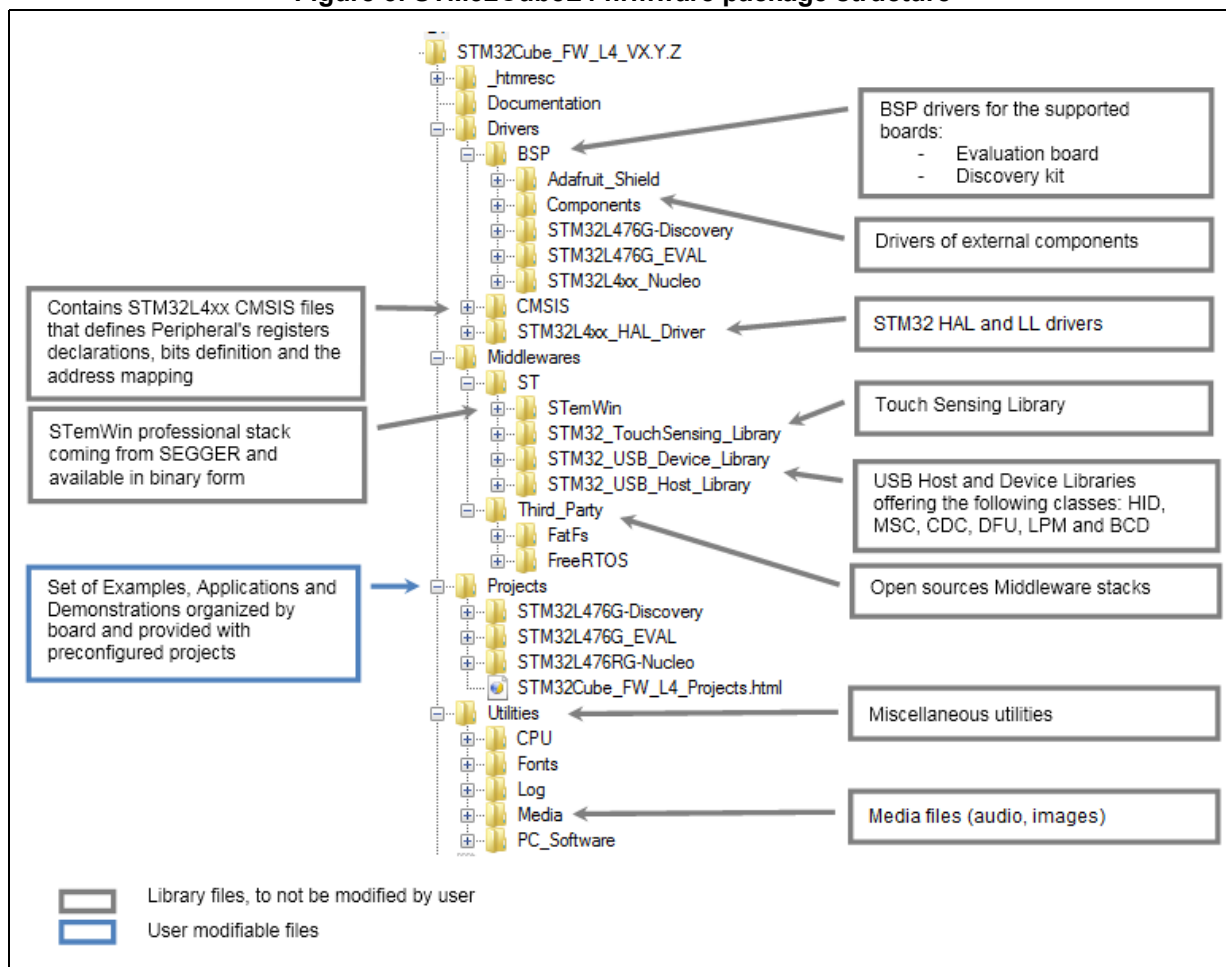 STM32Cube_FW_L4_VX.Y.Z
_htmresc
Documentation
Drivers
BSP
Adafruit_Shield
Components
STM32L476G-Discovery
STM32L476G_EVAL
STM32L4xx_Nucleo
CMSIS
STM32L4xx_HAL_Driver
Middlewares
ST
STemWin
STM32_TouchSensing_Library
STM32_USB_Device_Library
STM32_USB_Host_Library
Third_Party
FatFs
FreeRTOS
Projects
STM32L476G-Discovery
STM32L476G_EVAL
STM32L476RG-Nucleo
STM32Cube_FW_L4_Projects.html
Utilities
CPU
Fonts
Log
Media
PC_Software
Contains STM32L4xx CMSIS files
that defines Peripheral's registers
declarations, bits definition and the
address mapping
STemWin professional stack
coming from SEGGER and
available in binary form
Set of Examples, Applications and
Demonstrations organized by
board and provided with
preconfigured projects
BSP drivers for the supported
boards:
- Evaluation board
- Discovery kit
Drivers of external components
STM32 HAL and LL drivers
Touch Sensing Library
USB Host and Device Libraries
offering the following classes: HID,
MSC, CDC, DFU, LPM and BCD
Open sources Middleware stacks
Miscellaneous utilities
Media files (audio, images)
Library files, to not be modified by user
User modifiable files